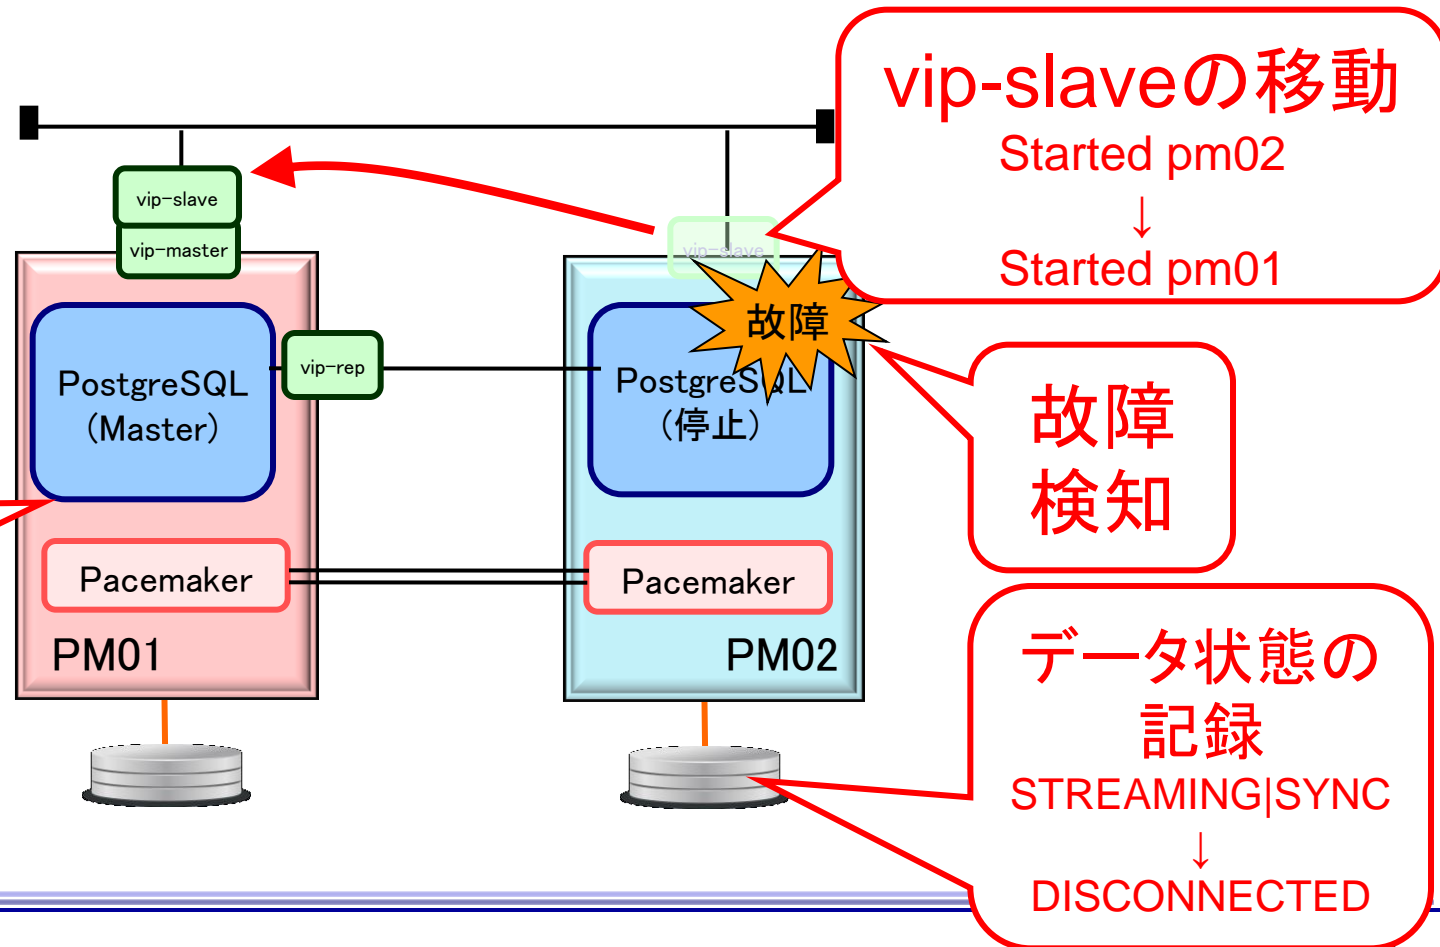 vip-slaveの移動
Started pm02
↓
Started pm01
vip-slave
vip-master
vip-slave
故障
PostgreSQL
(Master)
vip-rep
PostgreSQL
(停止)
故障
検知
Pacemaker
Pacemaker
PM01
PM02
データ状態の
記録
STREAMING|SYNC
↓
DISCONNECTED